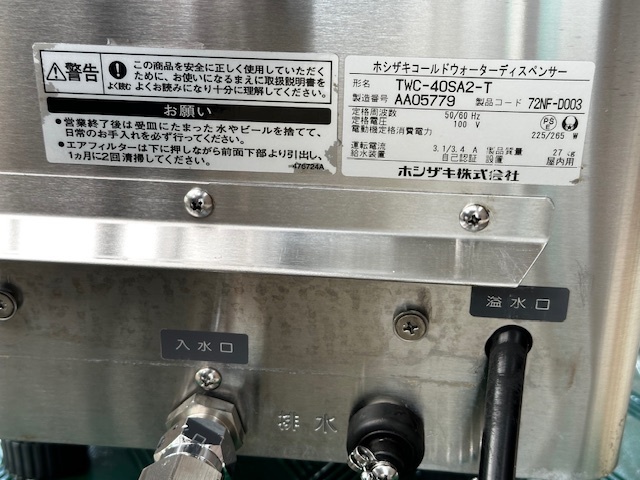 警告
この商品を安全に正しく使用していただく
ために、お使いになるまえに取扱説明書を
よく読む よくお読みになり十分に理解してください。
お願い
●営業終了後は受皿にたまった水やビールを捨てて、
日常のお手入れを必ず行ってください。
●エアフィルターは下に押しながら前面下部より引出し、
1ヵ月に2回清掃してください。
476724A
ホシザキコールドウォーターディスペンサー
形名 TWC-40SA2-T
製造番号 AA05779 製品コード 72NF-D003
定格周波数 50/60 Hz
定格電圧 100 V
電動機定格消費電力 225/265 W
PS
E
運転電流 3.1/3.4 A 製品質量 27 kg
給水装置 自己認証 設置 屋内用
ホシザキ株式会社
溢水口
入水口
排水